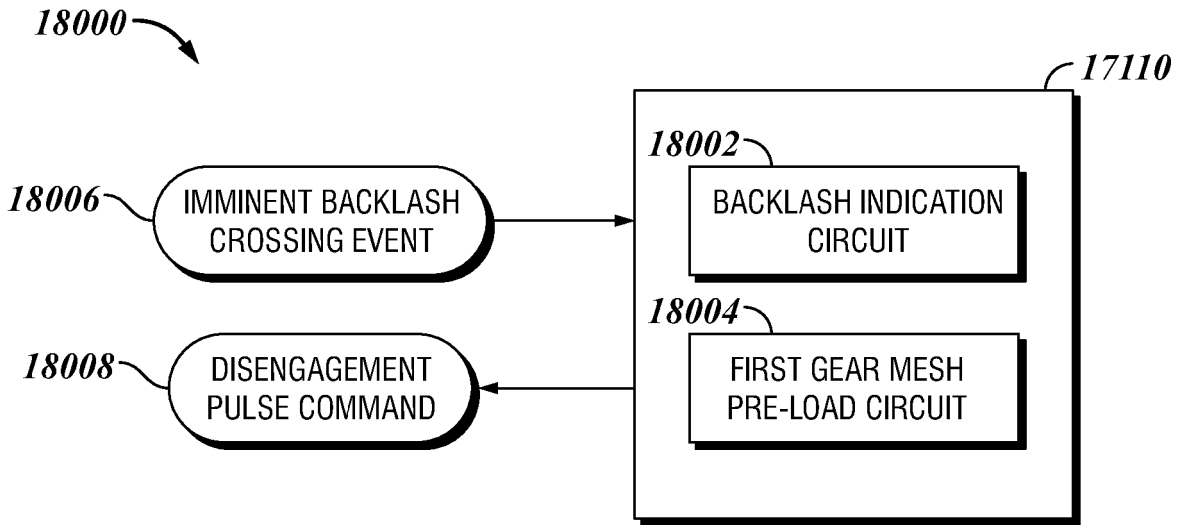 18000
17110
18002
18006
IMMINENT BACKLASH
CROSSING EVENT
BACKLASH INDICATION
CIRCUIT
18004
18008
DISENGAGEMENT
PULSE COMMAND
FIRST GEAR MESH
PRE-LOAD CIRCUIT